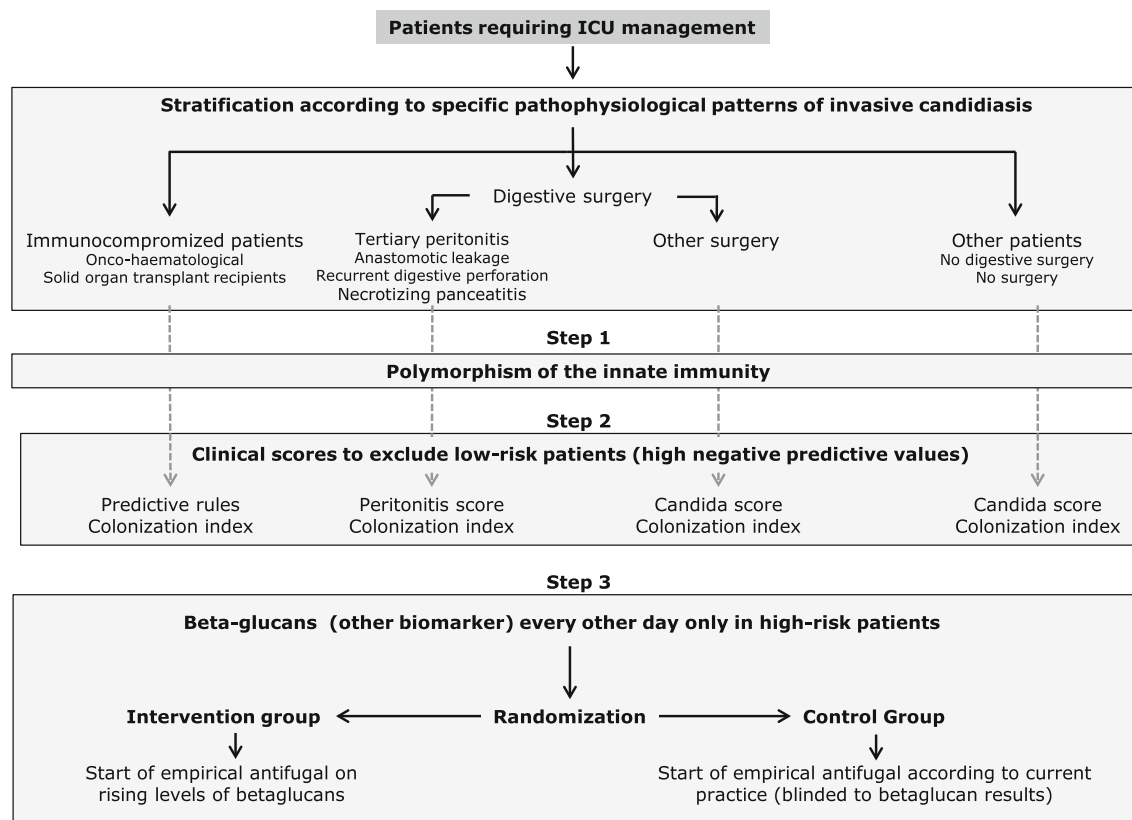 Patients requiring ICU management
Stratification according to specific pathophysiological patterns of invasive candidiasis
Digestive surgery
Immunocompromized patients
Onco-haematological
Solid organ transplant recipients
Tertiary peritonitis
Anastomotic leakage
Recurrent digestive perforation
Necrotizing panceatitis
Other surgery
Other patients
No digestive surgery
No surgery
Step 1
Polymorphism of the innate immunity
Step 2
Clinical scores to exclude low-risk patients (high negative predictive values)
Predictive rules
Colonization index
Peritonitis score
Colonization index
Candida score
Colonization index
Candida score
Colonization index
Step 3
Beta-glucans (other biomarker) every other day only in high-risk patients
Intervention group
Randomization
Control Group
Start of empirical antifugal on
rising levels of betaglucans
Start of empirical antifugal according to current
practice (blinded to betaglucan results)